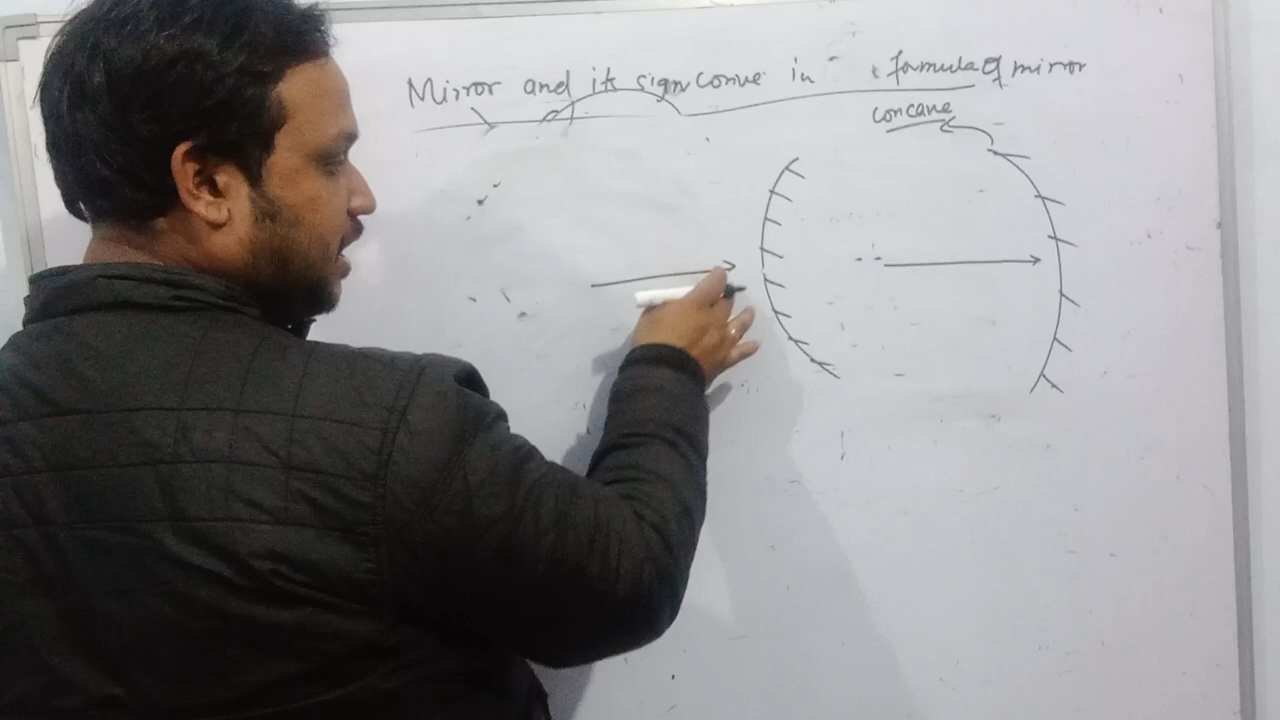 Mirror and its sign conve in formula of mirror
concave